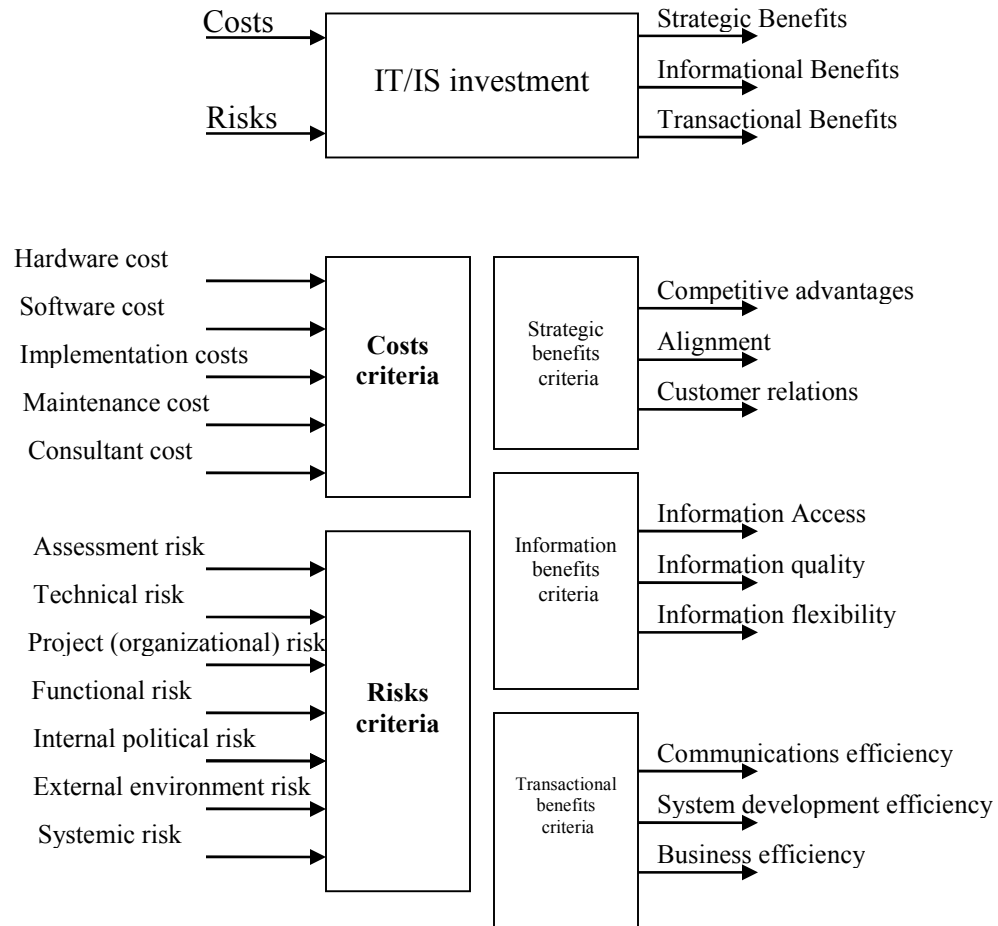 Costs
Risks
IT/IS investment
Strategic Benefits
Informational Benefits
Transactional Benefits
Hardware cost
Software cost
Implementation costs
Maintenance cost
Consultant cost
Costs
criteria
Strategic
benefits
criteria
Competitive advantages
Alignment
Customer relations
Assessment risk
Technical risk
Project (organizational) risk
Functional risk
Internal political risk
External environment risk
Systemic risk
Risks
criteria
Information
benefits
criteria
Information Access
Information quality
Information flexibility
Transactional
benefits
criteria
Communications efficiency
System development efficiency
Business efficiency